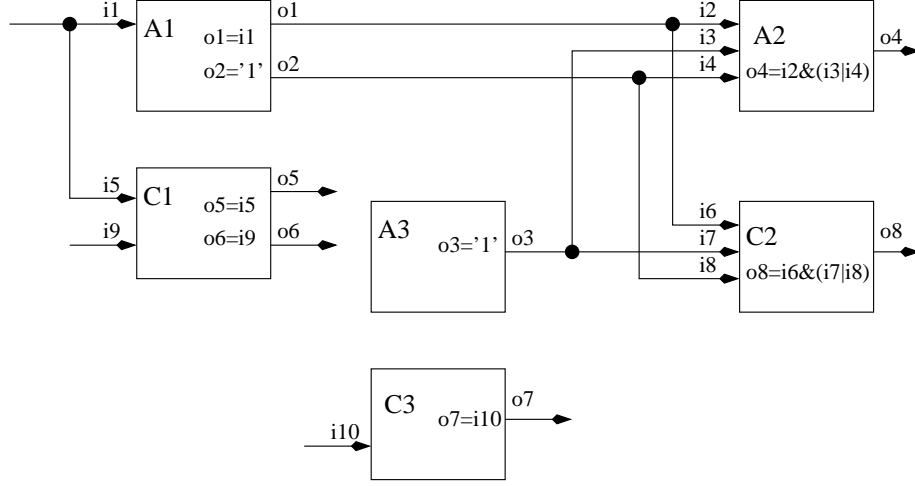 i1
A1
o1=i1
o2='1'
o1
o2
i2
i3
i4
A2
o4=i2&(i3|i4)
o4
i5
i9
C1
o5=i5
o6=i9
o5
o6
A3
o3='1'
o3
i6
i7
i8
C2
o8=i6&(i7|i8)
o8
i10
C3
o7=i10
o7